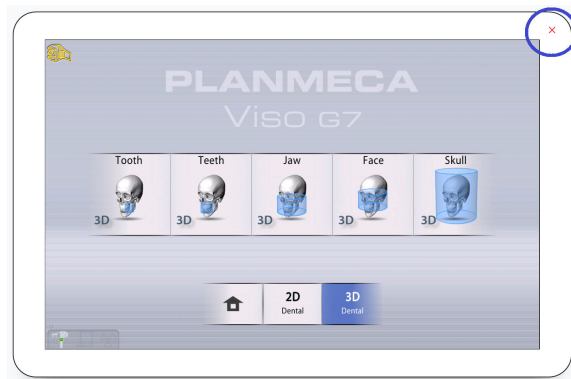 PLANMECA
Viso G7
Tooth Teeth Jaw Face Skull
3D 3D 3D 3D 3D
2D 3D
Dental Dental